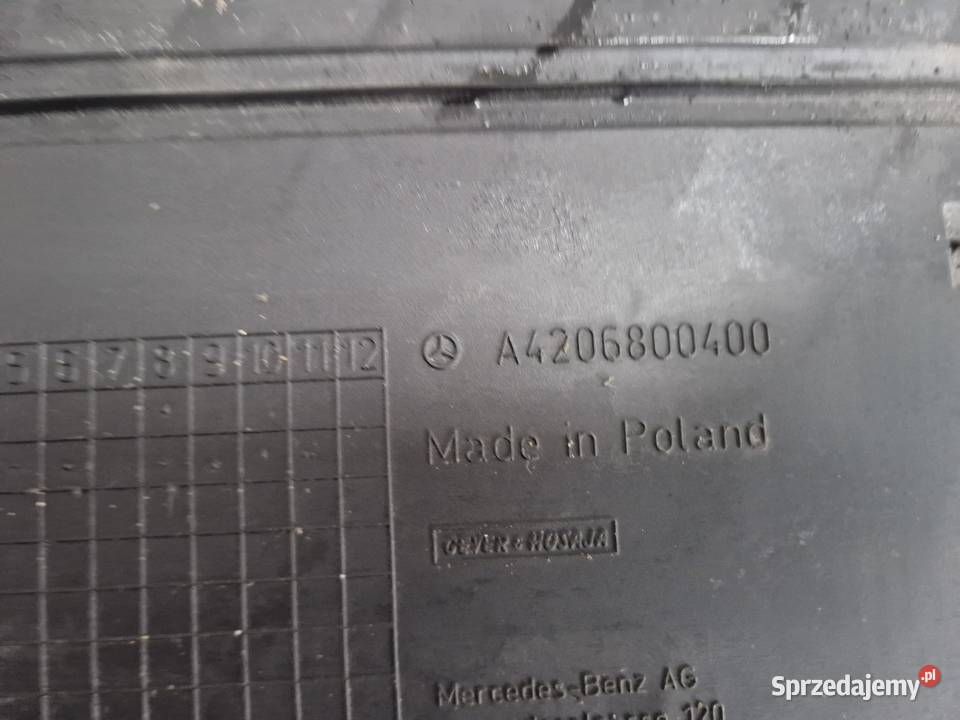 5 6 7 8 9 10 11 12
A4206800400
Made in Poland
GEYER & HOSAJA
Mercedes-Benz AG
120
Sprzedajemy.pl